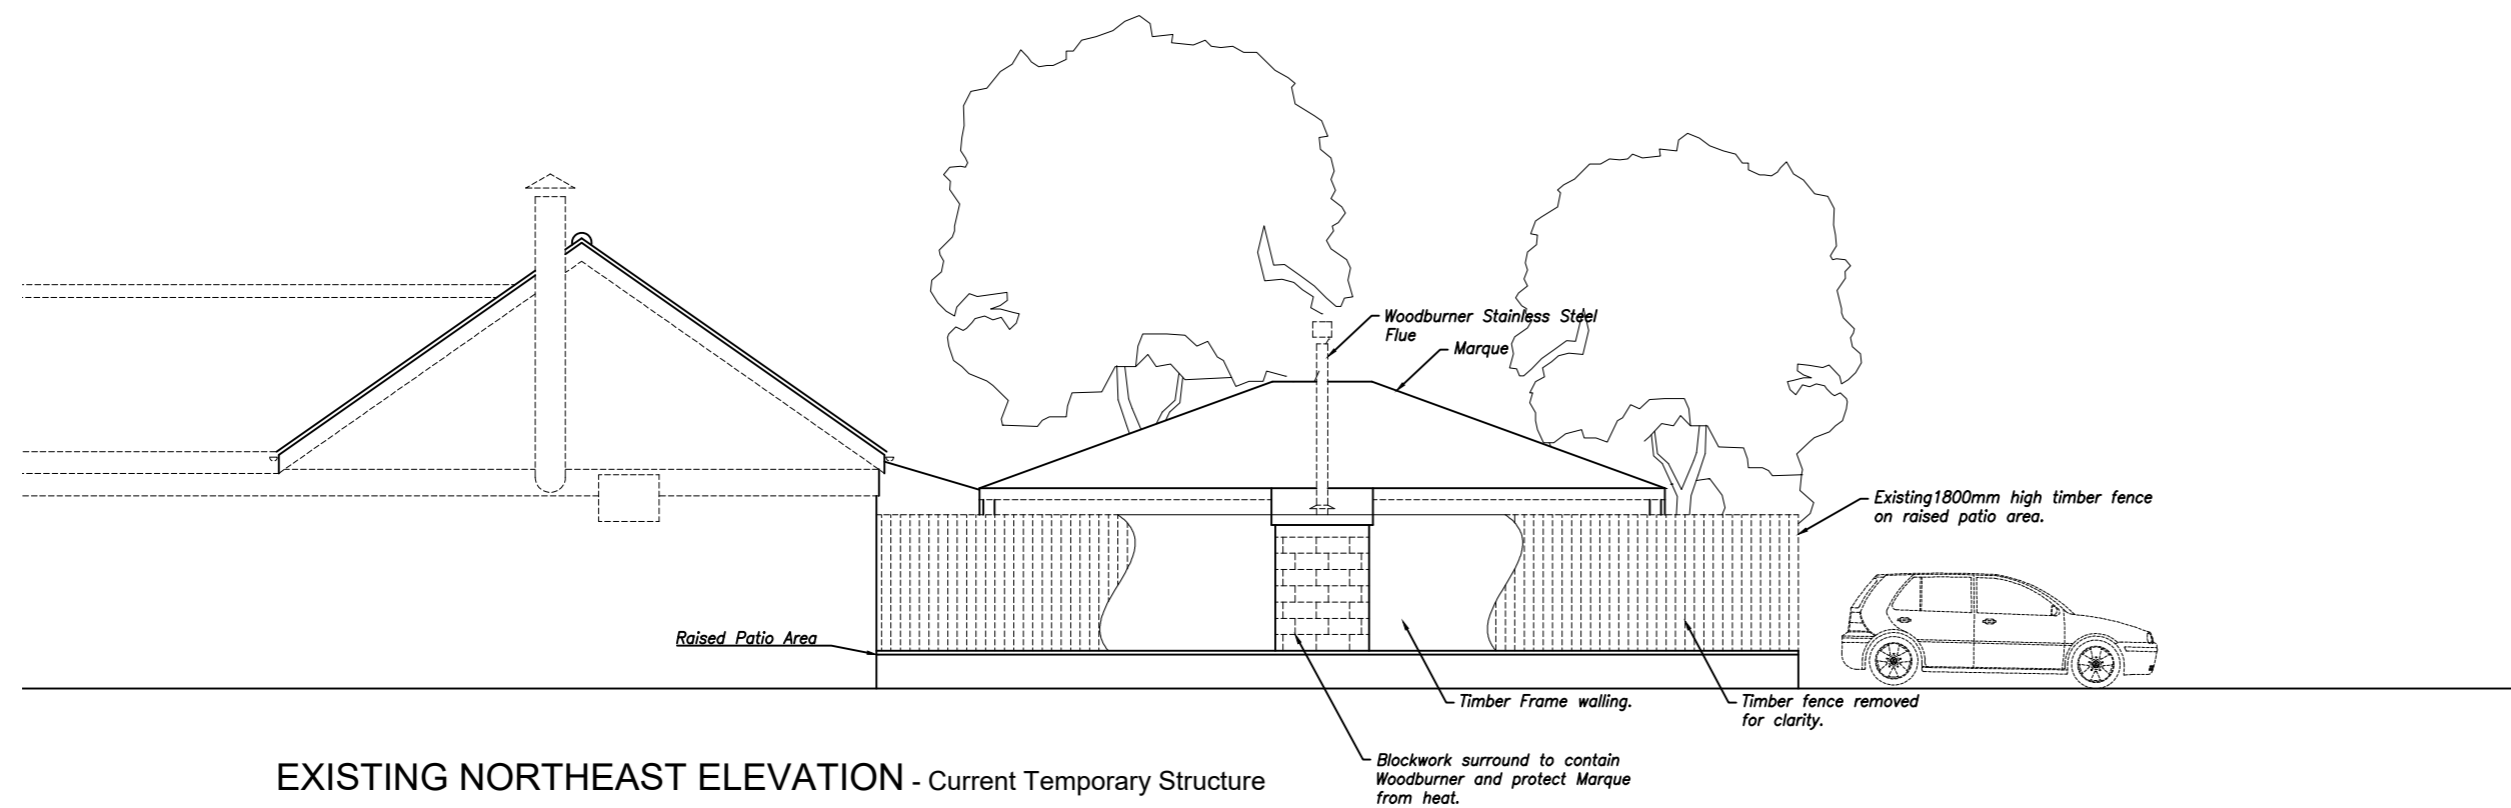 Woodburner Stainless Steel
Flue
Marque
Existing1800mm high timber fence
on raised patio area.
Raised Patio Area
Timber Frame walling.
Timber fence removed
for clarity.
Blockwork surround to contain
Woodburner and protect Marque
from heat.
EXISTING NORTHEAST ELEVATION - Current Temporary Structure